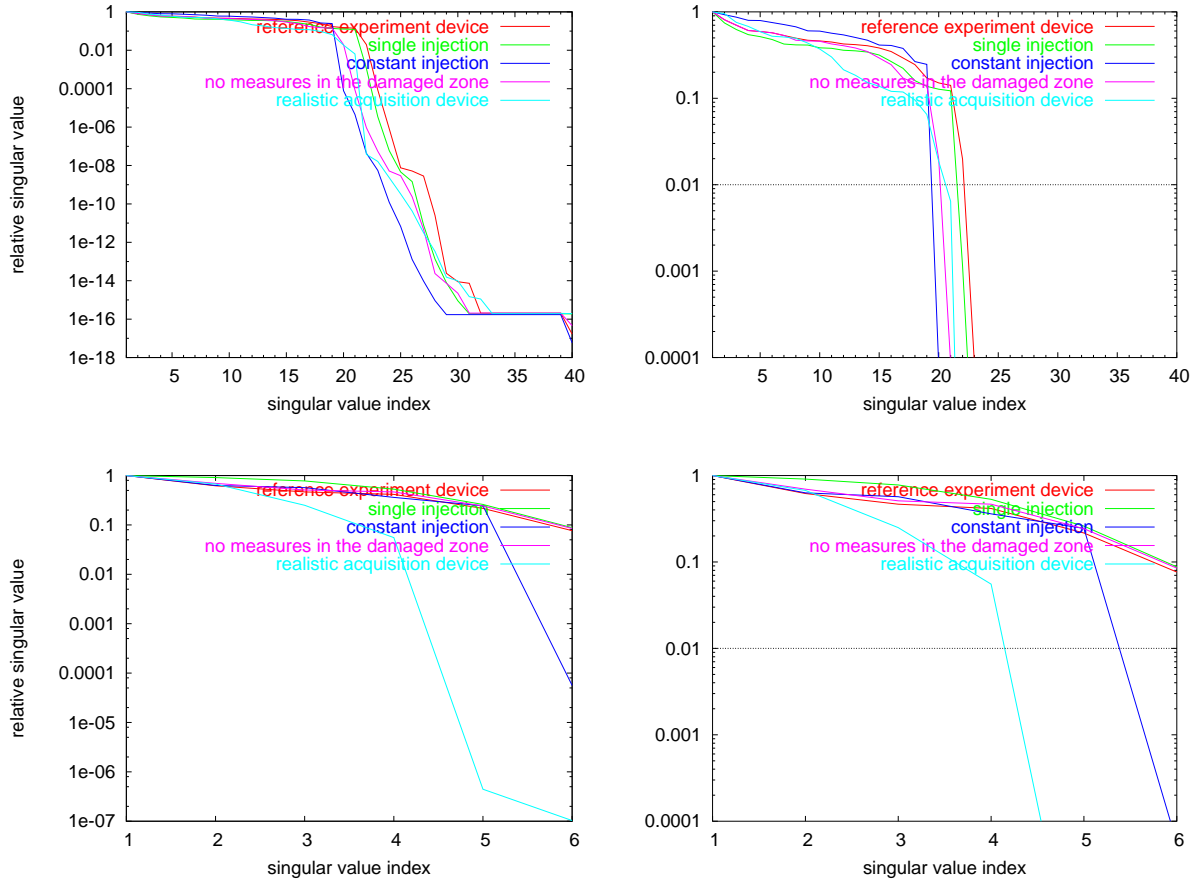 1
0.01
0.0001
1e-06
1e-08
1e-10
1e-12
1e-14
1e-16
1e-18
relative singular value
5 10 15 20 25 30 35 40
singular value index
reference experiment device
single injection
constant injection
no measures in the damaged zone
realistic acquisition device
1
0.1
0.01
0.001
0.0001
5 10 15 20 25 30 35 40
singular value index
reference experiment device
single injection
constant injection
no measures in the damaged zone
realistic acquisition device
1
0.1
0.01
0.001
0.0001
1e-05
1e-06
1e-07
relative singular value
1 2 3 4 5 6
singular value index
reference experiment device
single injection
constant injection
no measures in the damaged zone
realistic acquisition device
1
0.1
0.01
0.001
0.0001
1 2 3 4 5 6
singular value index
reference experiment device
single injection
constant injection
no measures in the damaged zone
realistic acquisition device